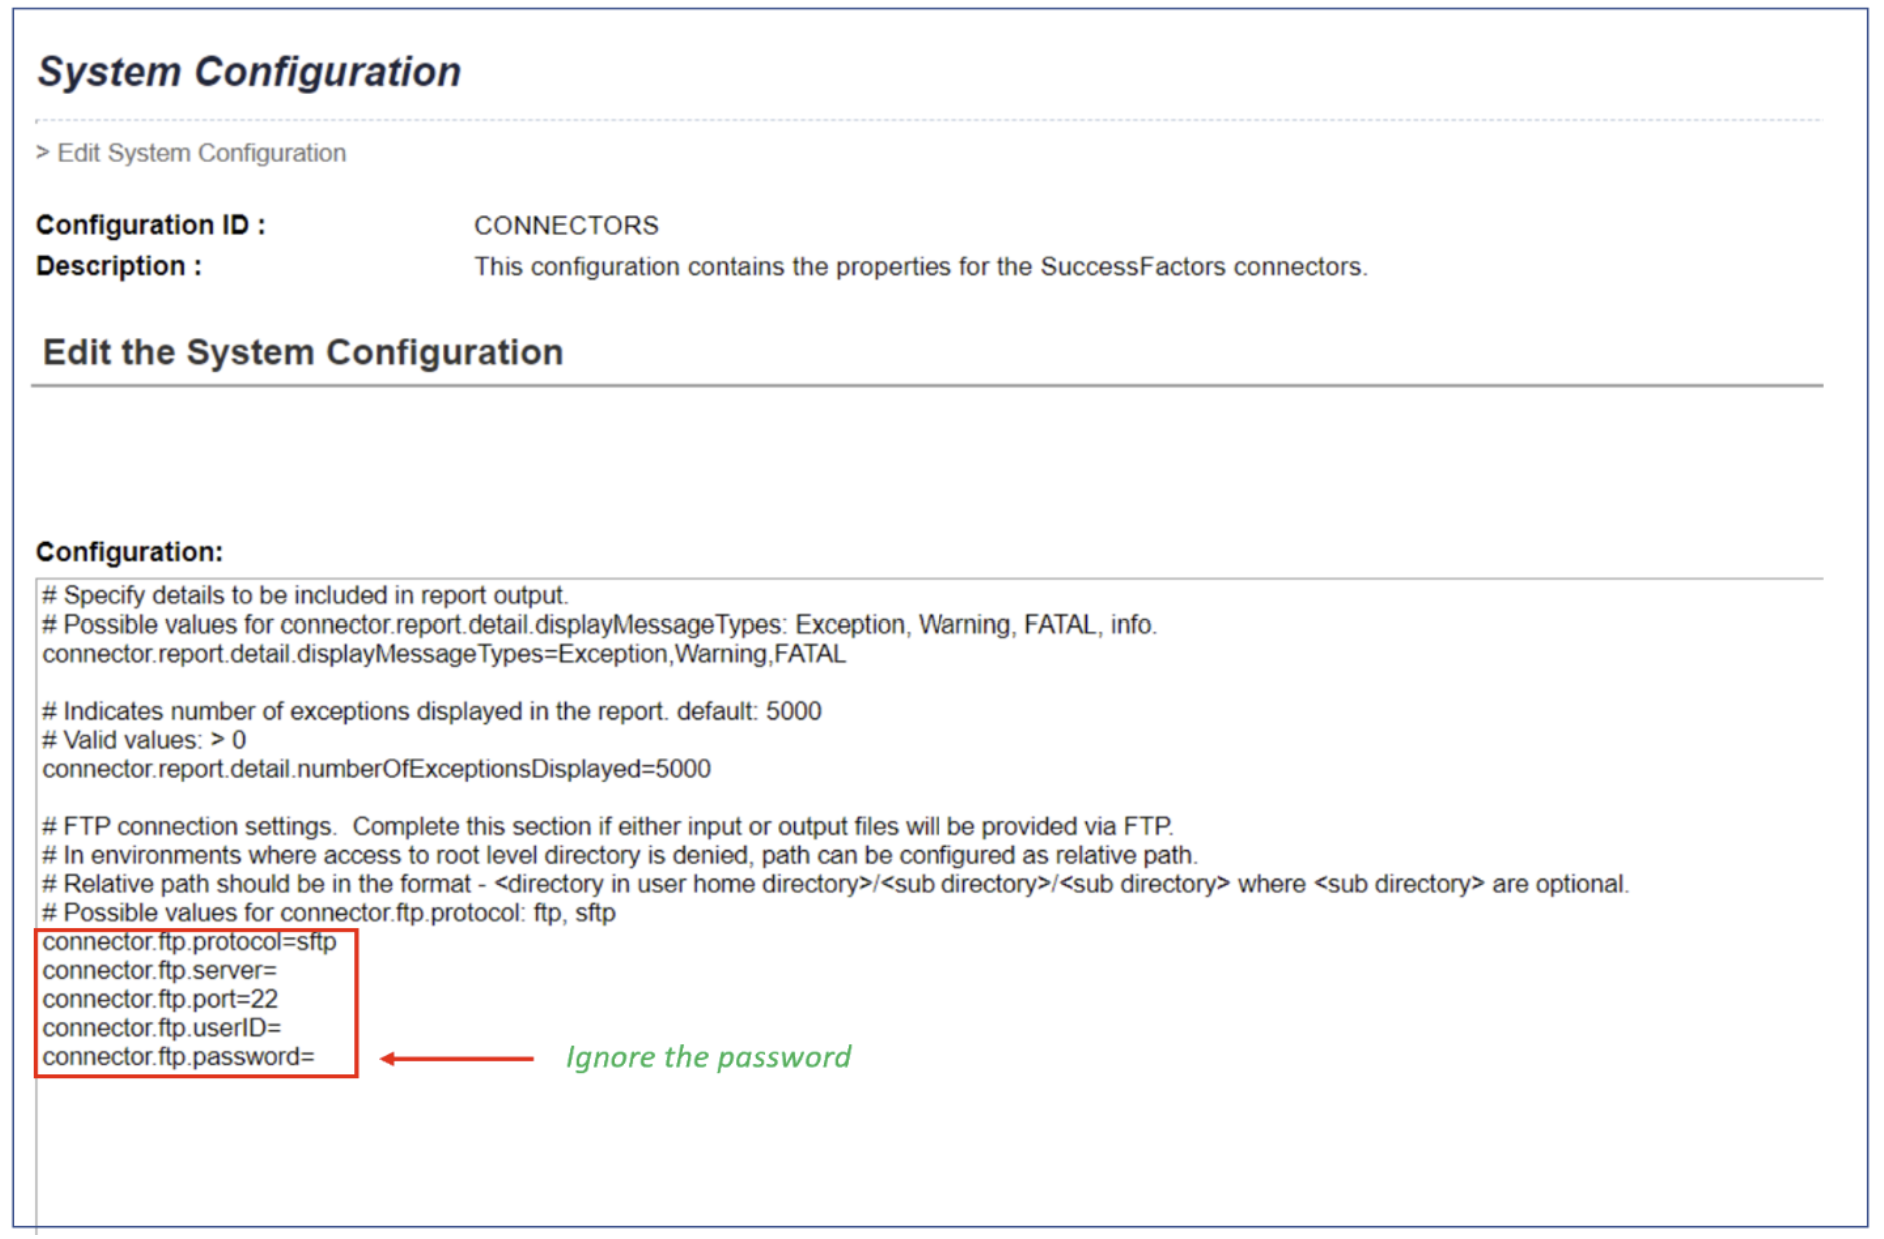 System Configuration
> Edit System Configuration
Configuration ID : CONNECTORS
Description : This configuration contains the properties for the SuccessFactors connectors.
Edit the System Configuration
Configuration:
# Specify details to be included in report output.
# Possible values for connector.report.detail.displayMessageTypes: Exception, Warning, FATAL, info.
connector.report.detail.displayMessageTypes=Exception,Warning,FATAL
# Indicates number of exceptions displayed in the report. default: 5000
# Valid values: > 0
connector.report.detail.numberOfExceptionsDisplayed=5000
# FTP connection settings.  Complete this section if either input or output files will be provided via FTP.
# In environments where access to root level directory is denied, path can be configured as relative path.
# Relative path should be in the format - <directory in user home directory>/<sub directory>/<sub directory> where <sub directory> are optional.
# Possible values for connector.ftp.protocol: ftp, sftp
connector.ftp.protocol=sftp
connector.ftp.server=
connector.ftp.port=22
connector.ftp.userID=
connector.ftp.password= Ignore the password